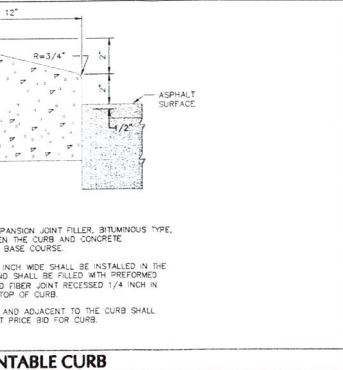 12"
R=3/4"
2"
2"
ASPHALT
SURFACE
1/2"
PANSION JOINT FILLER, BITUMINOUS TYPE,
EN THE CURB AND CONCRETE
BASE COURSE.
INCH WIDE SHALL BE INSTALLED IN THE
ND SHALL BE FILLED WITH PREFORMED
D FIBER JOINT RECESSED 1/4 INCH IN
TOP OF CURB.
AND ADJACENT TO THE CURB SHALL
T PRICE BID FOR CURB.
NTABLE CURB